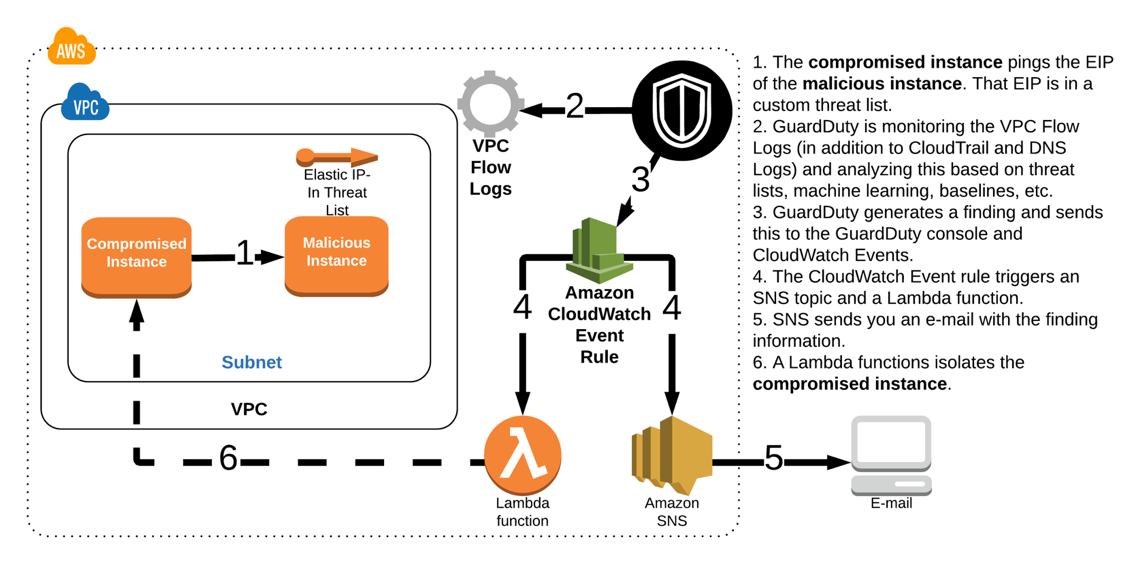 AWS
VPC
Elastic IP-
In Threat
List
Compromised
Instance
1
Malicious
Instance
Subnet
VPC
2
VPC
Flow
Logs
3
Amazon
CloudWatch
Event
Rule
4
4
6
Lambda
function
Amazon
SNS
5
E-mail
1. The compromised instance pings the EIP
of the malicious instance. That EIP is in a
custom threat list.
2. GuardDuty is monitoring the VPC Flow
Logs (in addition to CloudTrail and DNS
Logs) and analyzing this based on threat
lists, machine learning, baselines, etc.
3. GuardDuty generates a finding and sends
this to the GuardDuty console and
CloudWatch Events.
4. The CloudWatch Event rule triggers an
SNS topic and a Lambda function.
5. SNS sends you an e-mail with the finding
information.
6. A Lambda functions isolates the
compromised instance.